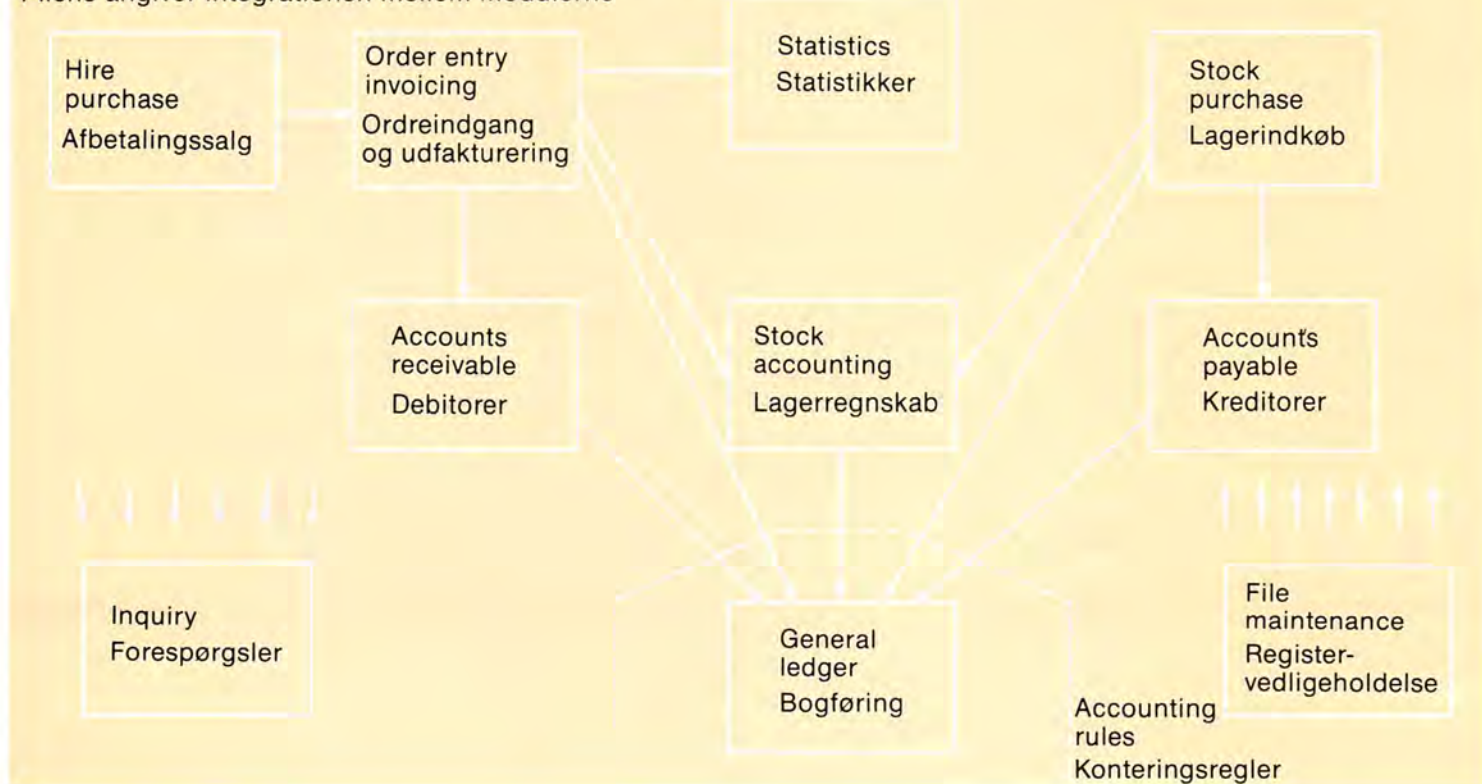 Hire
purchase
Afbetalingssalg
Order entry
invoicing
Ordreindgang
og udfakturering
Statistics
Statistikker
Stock
purchase
Lagerindkøb
Accounts
receivable
Debitorer
Stock
accounting
Lagerregnskab
Accounts
payable
Kreditorer
Inquiry
Forespørgsler
General
ledger
Bogføring
File
maintenance
Register-
vedligeholdelse
Accounting
rules
Konteringsregler